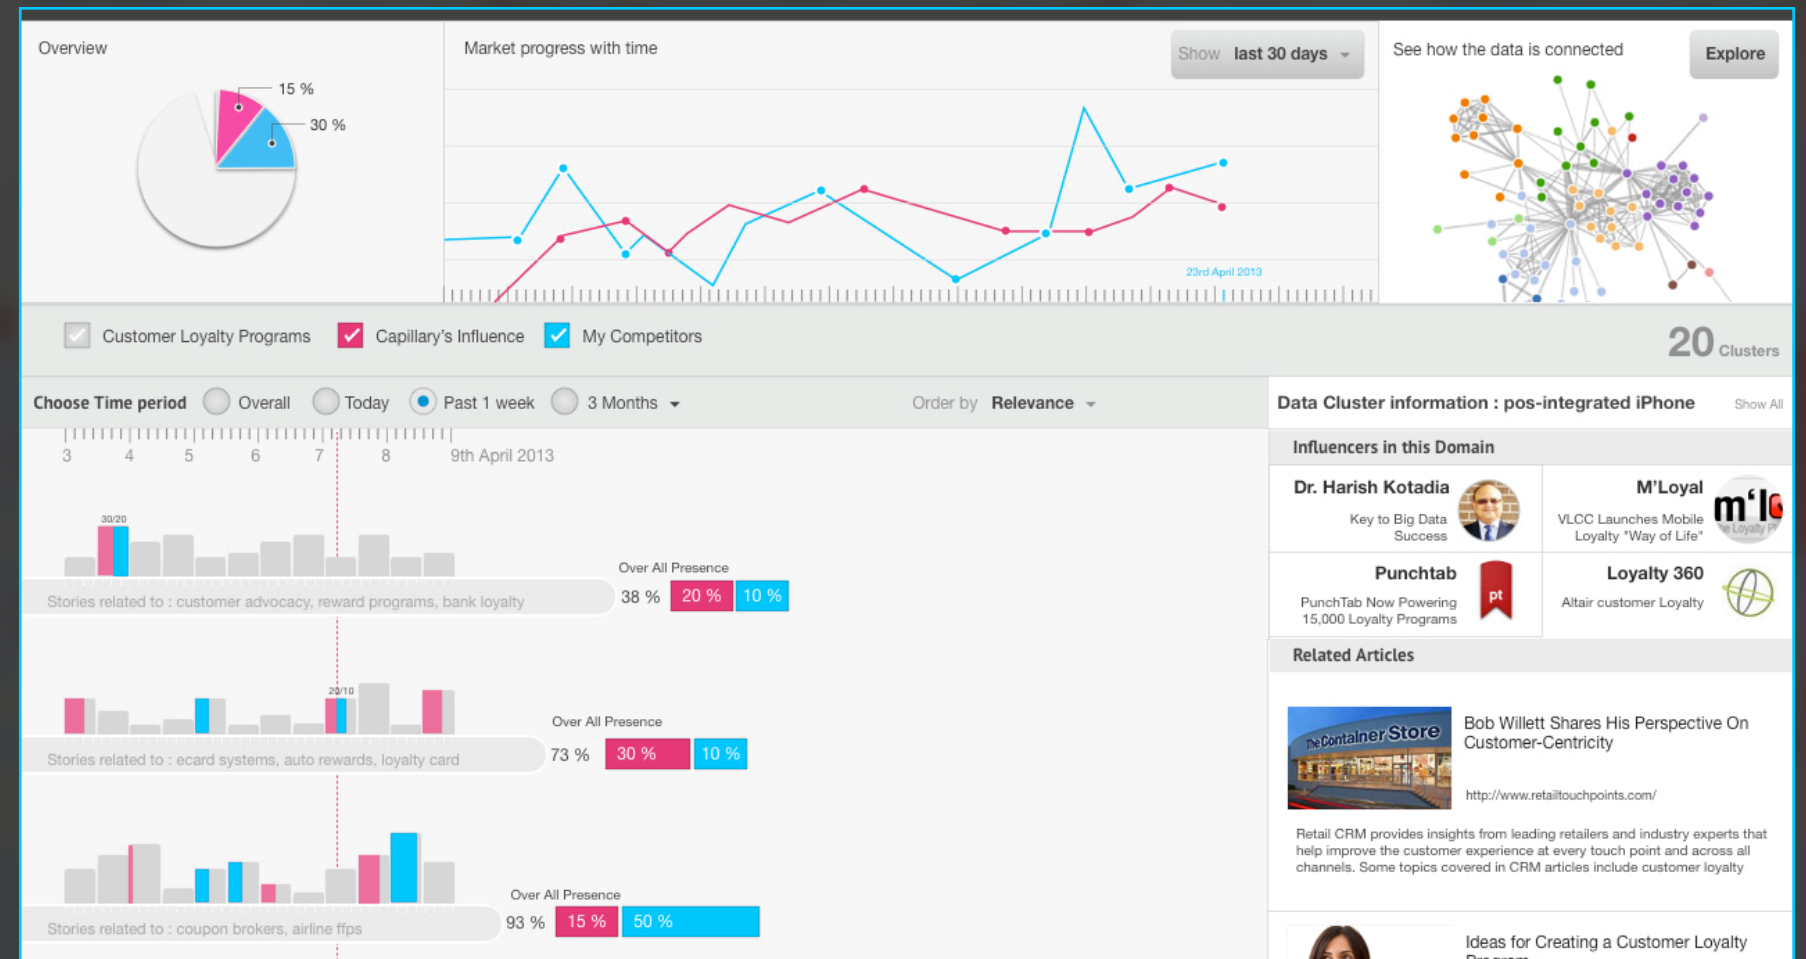 Overview
15 %
30 %
Market progress with time
Show last 30 days
23rd April 2013
See how the data is connected
Explore
Customer Loyalty Programs
Capillary's Influence
My Competitors
20 Clusters
Choose Time period
Overall
Today
Past 1 week
3 Months
Order by Relevance
3 4 5 6 7 8 9th April 2013
30/20
Over All Presence
Stories related to : customer advocacy, reward programs, bank loyalty
38 % 20 % 10 %
20/10
Over All Presence
Stories related to : ecard systems, auto rewards, loyalty card
73 % 30 % 10 %
Over All Presence
Stories related to : coupon brokers, airline ffps
93 % 15 % 50 %
Data Cluster information : pos-integrated iPhone
Show All
Influencers in this Domain
Dr. Harish Kotadia
Key to Big Data
Success
M'Loyal
VLCC Launches Mobile
Loyalty "Way of Life"
m'l
Punchtab
PunchTab Now Powering
15,000 Loyalty Programs
pt
Loyalty 360
Altair customer Loyalty
Related Articles
The Container Store
Bob Willett Shares His Perspective On
Customer-Centricity
http://www.retailtouchpoints.com/
Retail CRM provides insights from leading retailers and industry experts that
help improve the customer experience at every touch point and across all
channels. Some topics covered in CRM articles include customer loyalty
Ideas for Creating a Customer Loyalty